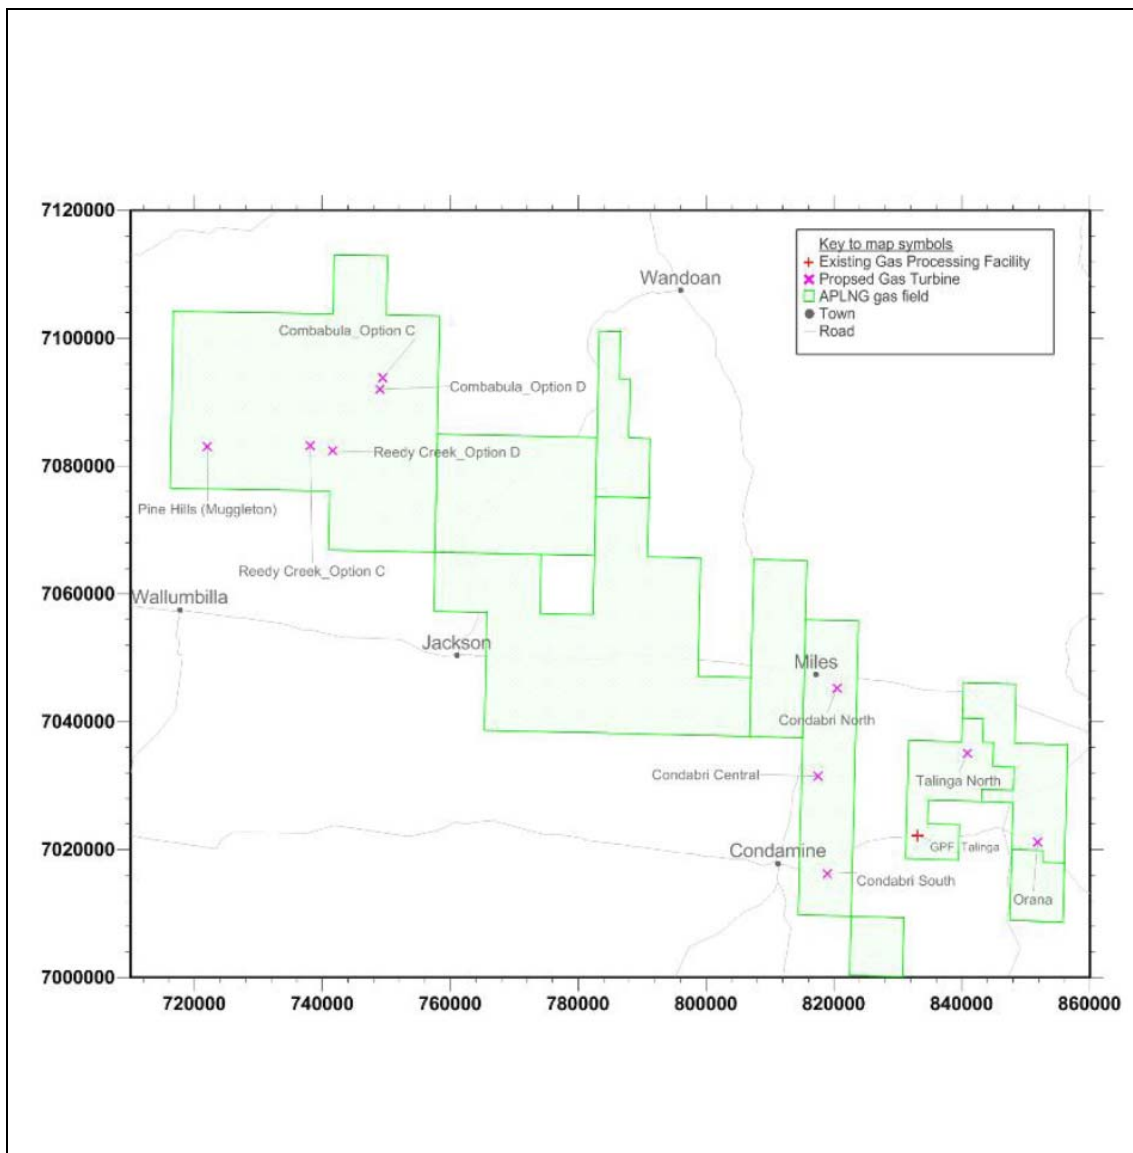 7120000
Key to map symbols
Existing Gas Processing Facility
Propsed Gas Turbine
APLNG gas field
Town
Road
Wandoan
7100000
Combabula_Option C
Combabula_Option D
7080000
Reedy Creek_Option D
Pine Hills (Muggleton)
Reedy Creek_Option C
7060000
Wallumbilla
Jackson
Miles
7040000
Condabri North
Condabri Central
Talinga North
7020000
Condamine
GPF Talinga
Condabri South
Orana
7000000
720000 740000 760000 780000 800000 820000 840000 860000